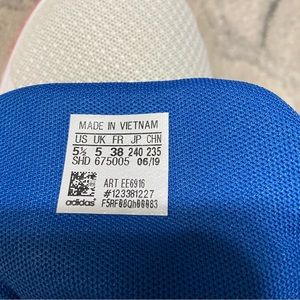 MADE IN VIETNAM
US UK FR JP CHN
5½ 5 38 240 235
SHD 675005 06/19
ART EE6916
#123381227
adidas F5RF08Qh00083